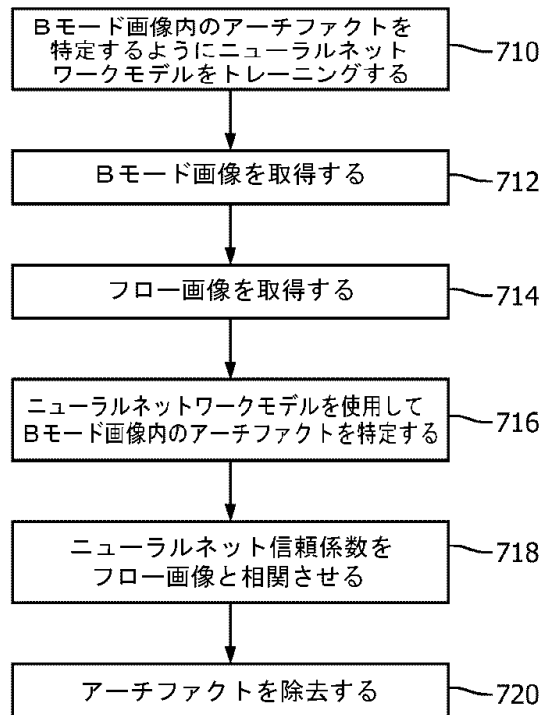 Bモード画像内のアーチファクトを
特定するようにニューラルネット
ワークモデルをトレーニングする
710
Bモード画像を取得する
712
フロー画像を取得する
714
ニューラルネットワークモデルを使用して
Bモード画像内のアーチファクトを特定する
716
ニューラルネット信頼係数を
フロー画像と相関させる
718
アーチファクトを除去する
720